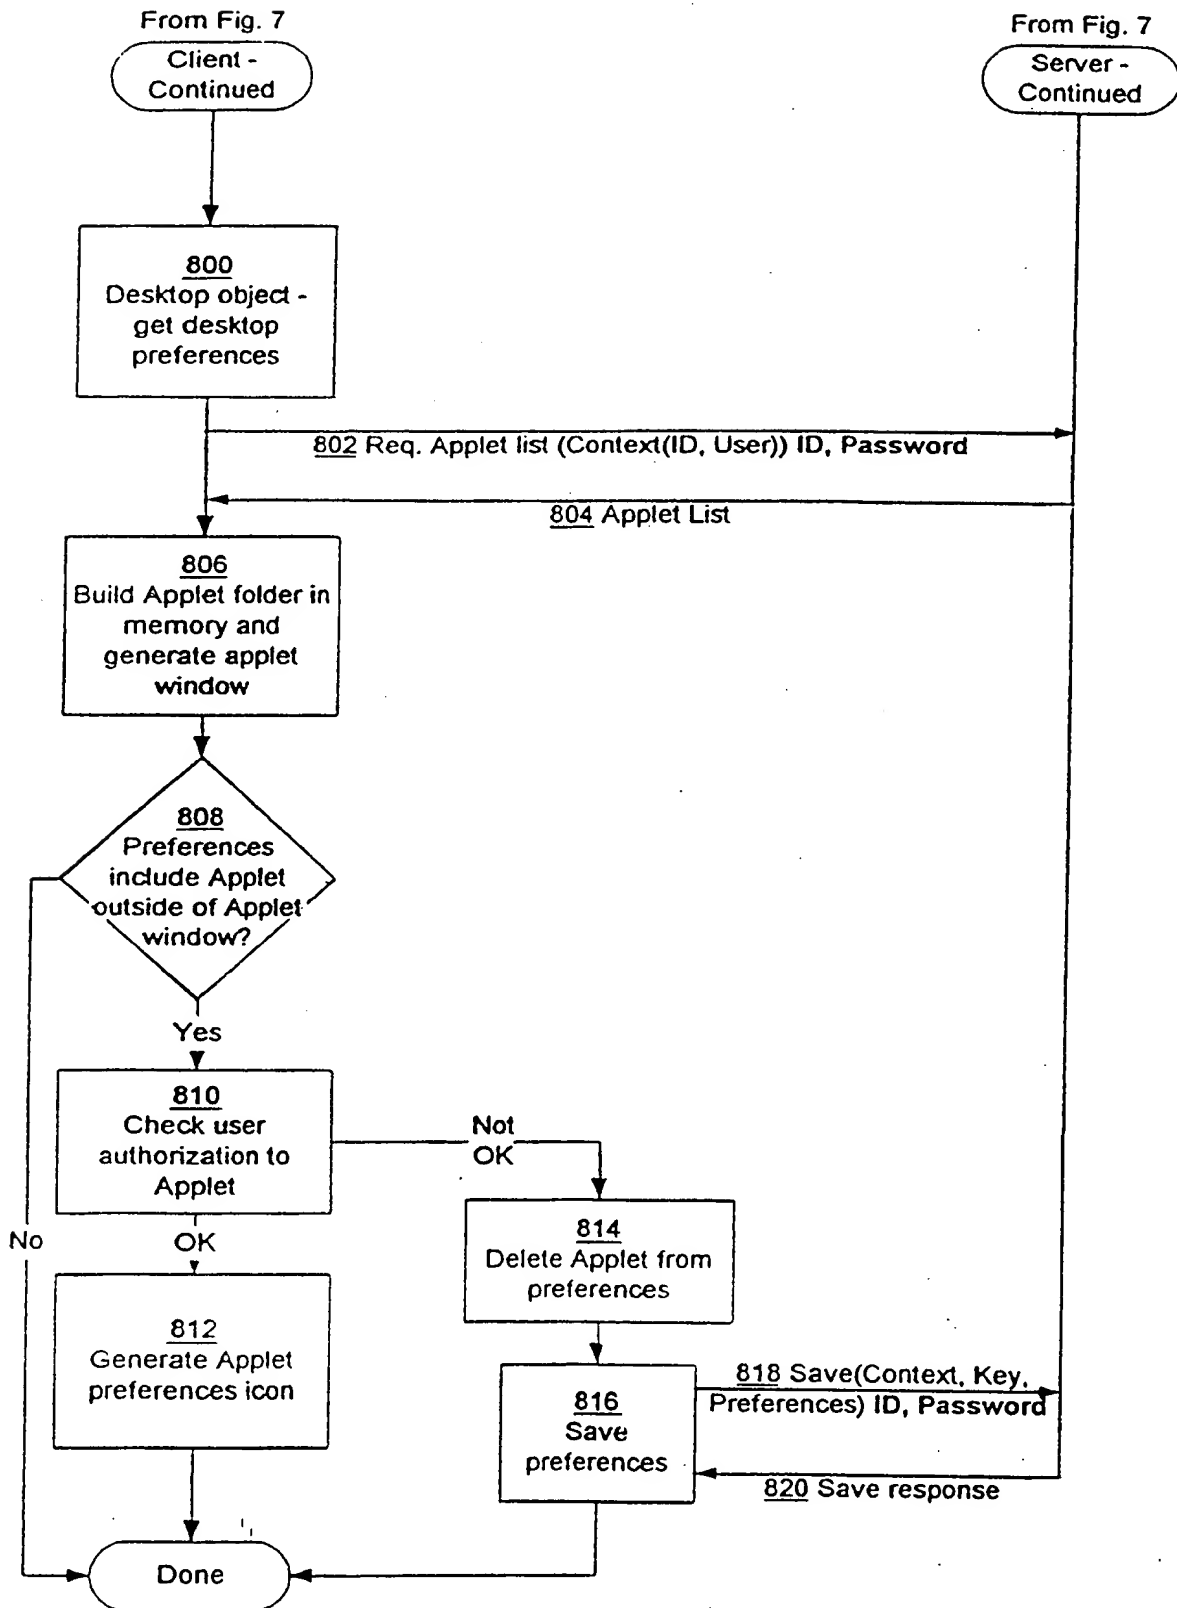 From Fig. 7
Client -
Continued
From Fig. 7
Server -
Continued
800
Desktop object -
get desktop
preferences
802 Req. Applet list (Context(ID, User)) ID, Password
804 Applet List
806
Build Applet folder in
memory and
generate applet
window
808
Preferences
include Applet
outside of Applet
window?
Yes
810
Check user
authorization to
Applet
Not
OK
No
OK
814
Delete Applet from
preferences
812
Generate Applet
preferences icon
816
Save
preferences
818 Save(Context, Key,
Preferences) ID, Password
820 Save response
Done